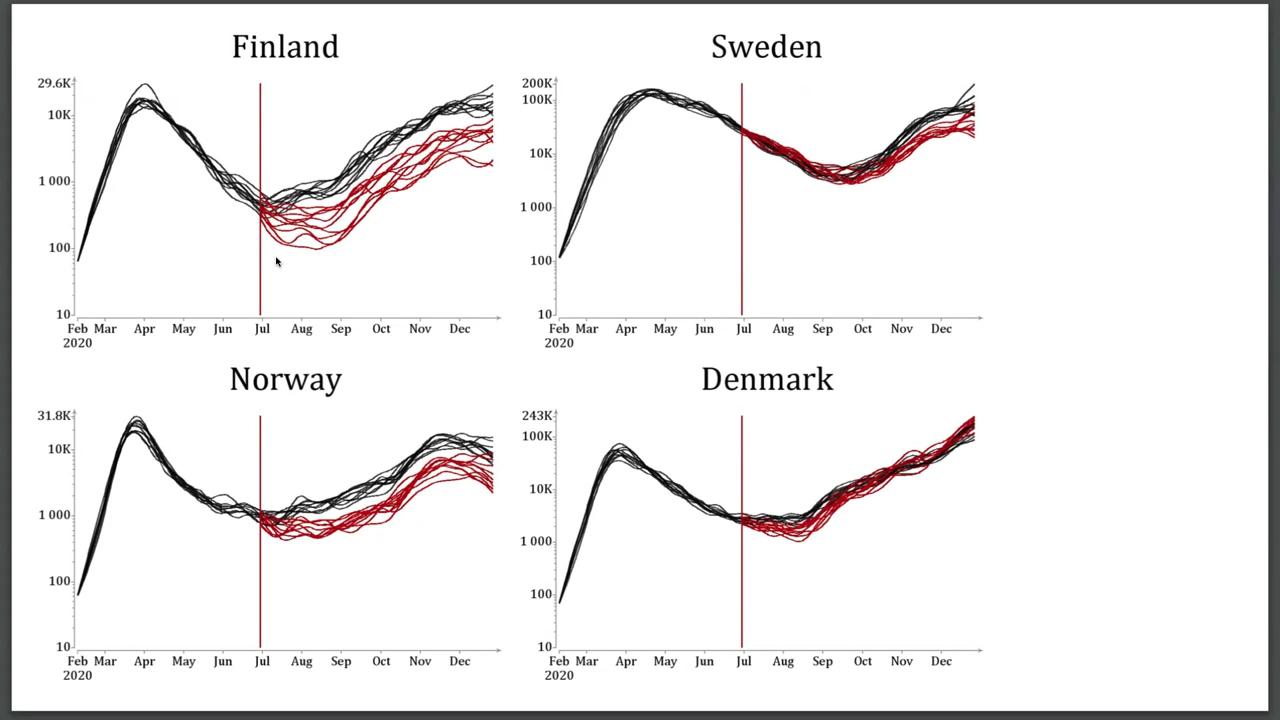 Finland
29.6K
10K
1 000
100
10
Feb Mar Apr May Jun Jul Aug Sep Oct Nov Dec
2020
Sweden
200K
100K
10K
1 000
100
10
Feb Mar Apr May Jun Jul Aug Sep Oct Nov Dec
2020
Norway
31.8K
10K
1 000
100
10
Feb Mar Apr May Jun Jul Aug Sep Oct Nov Dec
2020
Denmark
243K
100K
10K
1 000
100
10
Feb Mar Apr May Jun Jul Aug Sep Oct Nov Dec
2020